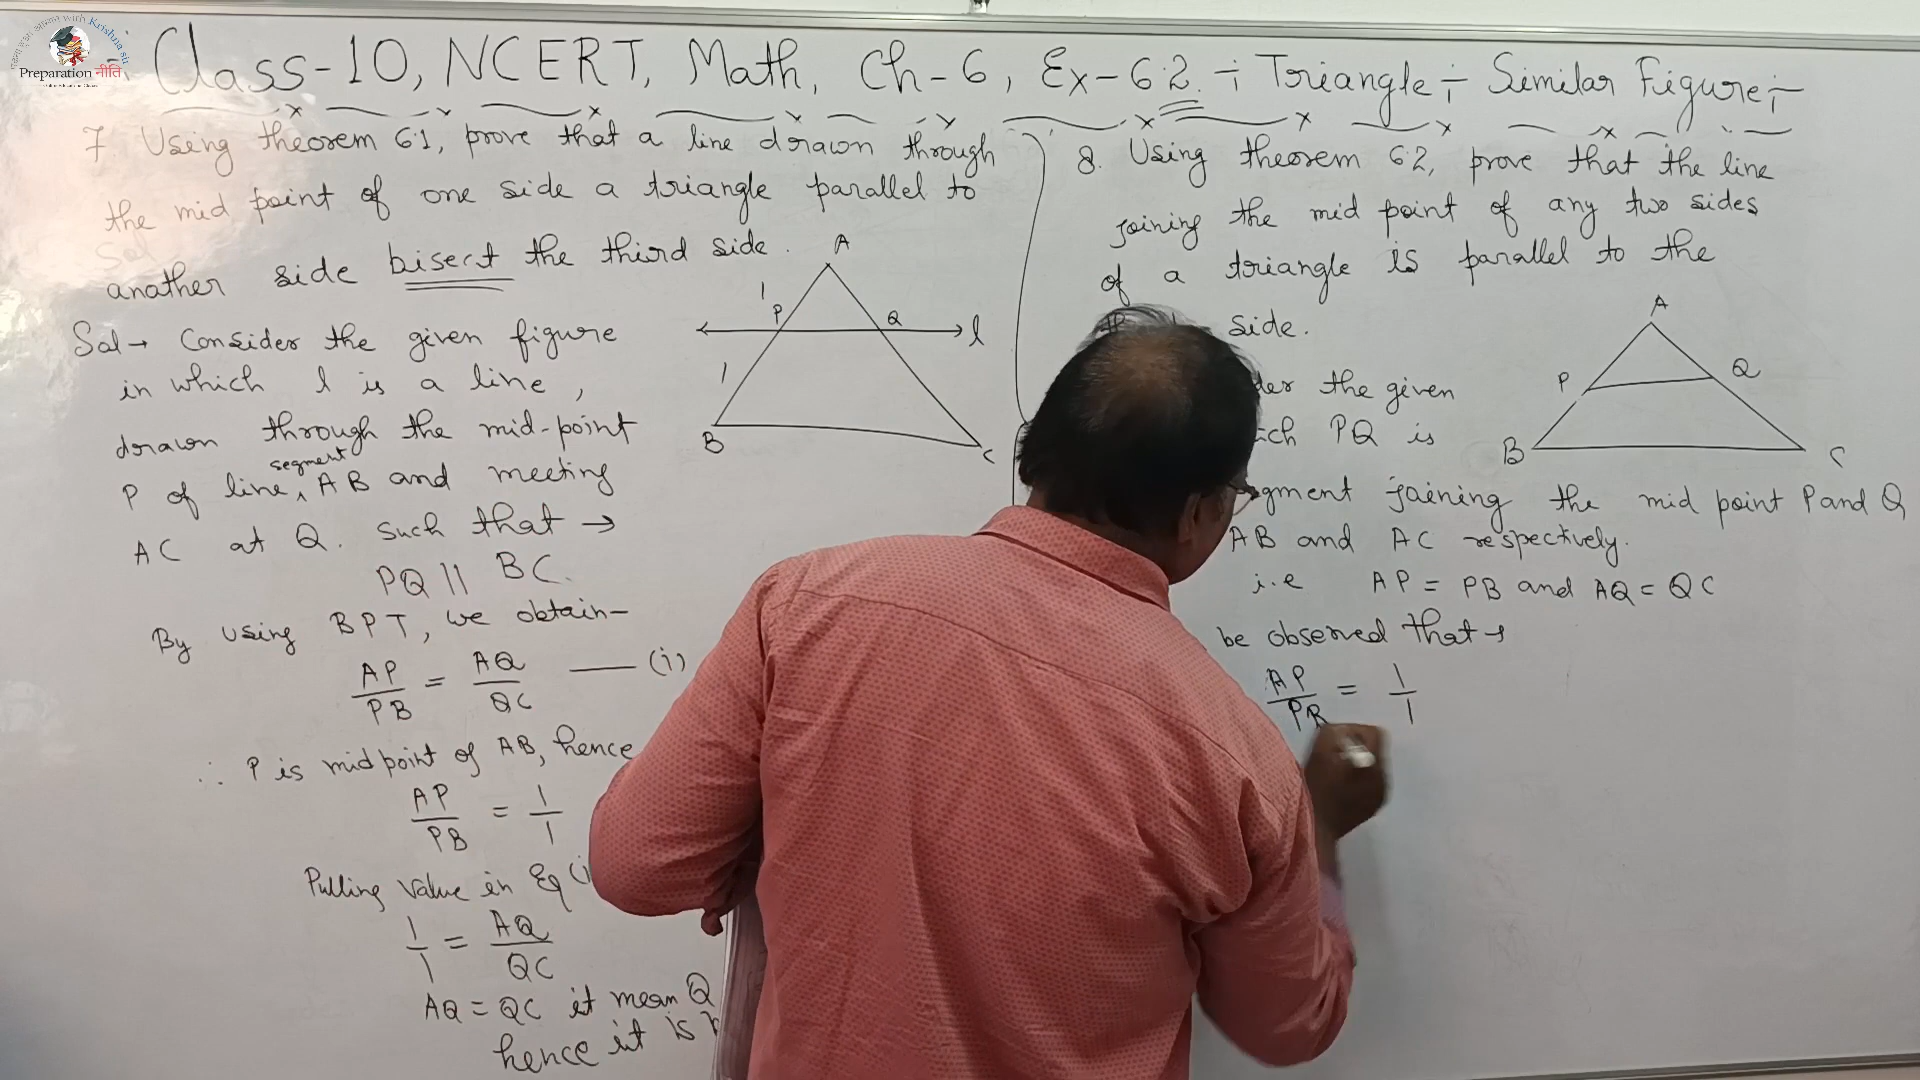 with Krishna sir
Preparation नीति
Class-10, NCERT, Math, Ch-6, Ex-6.2 -: Triangle :- Similar Figure :-
7. Using theorem 6.1, prove that a line drawn through
the mid point of one side a triangle parallel to
anather side bisect the third side.
Sol→ Consider the given figure
in which l is a line,
drawn through the mid-point
segment
P of line ^ AB and meeting
AC at Q. such that →
PQ || BC.
By using BPT, we obtain-
AP/PB = AQ/QC —— (i)
∴ P is midpoint of AB, hence
AP/PB = 1/1
Putting value in Eq (i
1/1 = AQ/QC
AQ = QC it mean Q
hence it is
A
1
P
Q
l
1
B
C
8. Using theorem 6.2, prove that the line
joining the mid point of any two sides
of a triangle is parallel to the
side.
the given
PQ is
joining the mid point P and Q
AB and AC respectively.
i.e AP = PB and AQ = QC
be observed that →
AP/PB = 1/1
A
P
Q
B
C